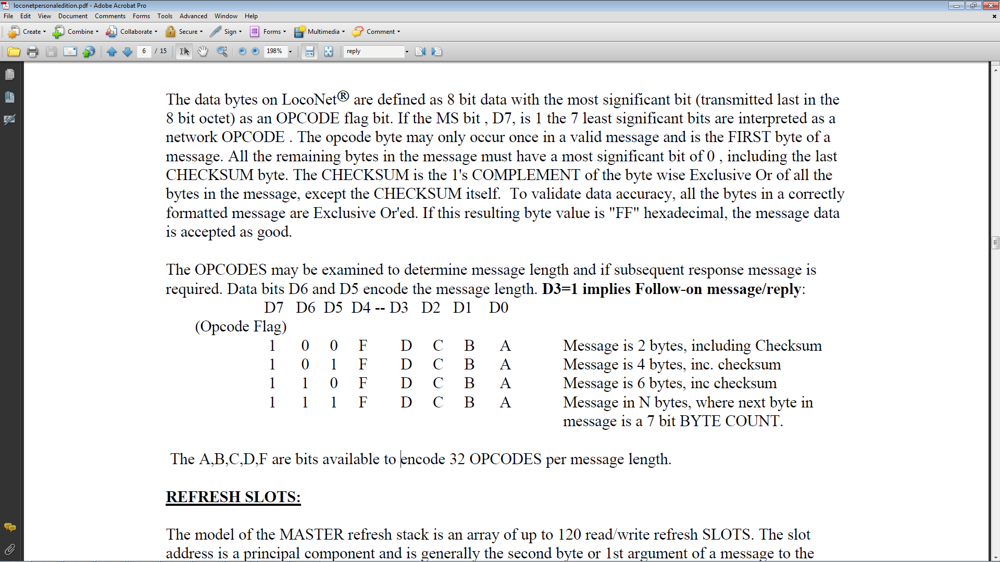 loconetpersonaledition.pdf - Adobe Acrobat Pro
File Edit View Document Comments Forms Tools Advanced Window Help
Create Combine Collaborate Secure Sign Forms Multimedia Comment
6 / 15 198% reply
The data bytes on LocoNet® are defined as 8 bit data with the most significant bit (transmitted last in the
8 bit octet) as an OPCODE flag bit. If the MS bit , D7, is 1 the 7 least significant bits are interpreted as a
network OPCODE . The opcode byte may only occur once in a valid message and is the FIRST byte of a
message. All the remaining bytes in the message must have a most significant bit of 0 , including the last
CHECKSUM byte. The CHECKSUM is the 1's COMPLEMENT of the byte wise Exclusive Or of all the
bytes in the message, except the CHECKSUM itself.  To validate data accuracy, all the bytes in a correctly
formatted message are Exclusive Or'ed. If this resulting byte value is "FF" hexadecimal, the message data
is accepted as good.
The OPCODES may be examined to determine message length and if subsequent response message is
required. Data bits D6 and D5 encode the message length. D3=1 implies Follow-on message/reply:
D7 D6 D5 D4 -- D3 D2 D1 D0
(Opcode Flag)
1 0 0 F D C B A Message is 2 bytes, including Checksum
1 0 1 F D C B A Message is 4 bytes, inc. checksum
1 1 0 F D C B A Message is 6 bytes, inc checksum
1 1 1 F D C B A Message in N bytes, where next byte in
message is a 7 bit BYTE COUNT.
The A,B,C,D,F are bits available to encode 32 OPCODES per message length.
REFRESH SLOTS:
The model of the MASTER refresh stack is an array of up to 120 read/write refresh SLOTS. The slot
address is a principal component and is generally the second byte or 1st argument of a message to the